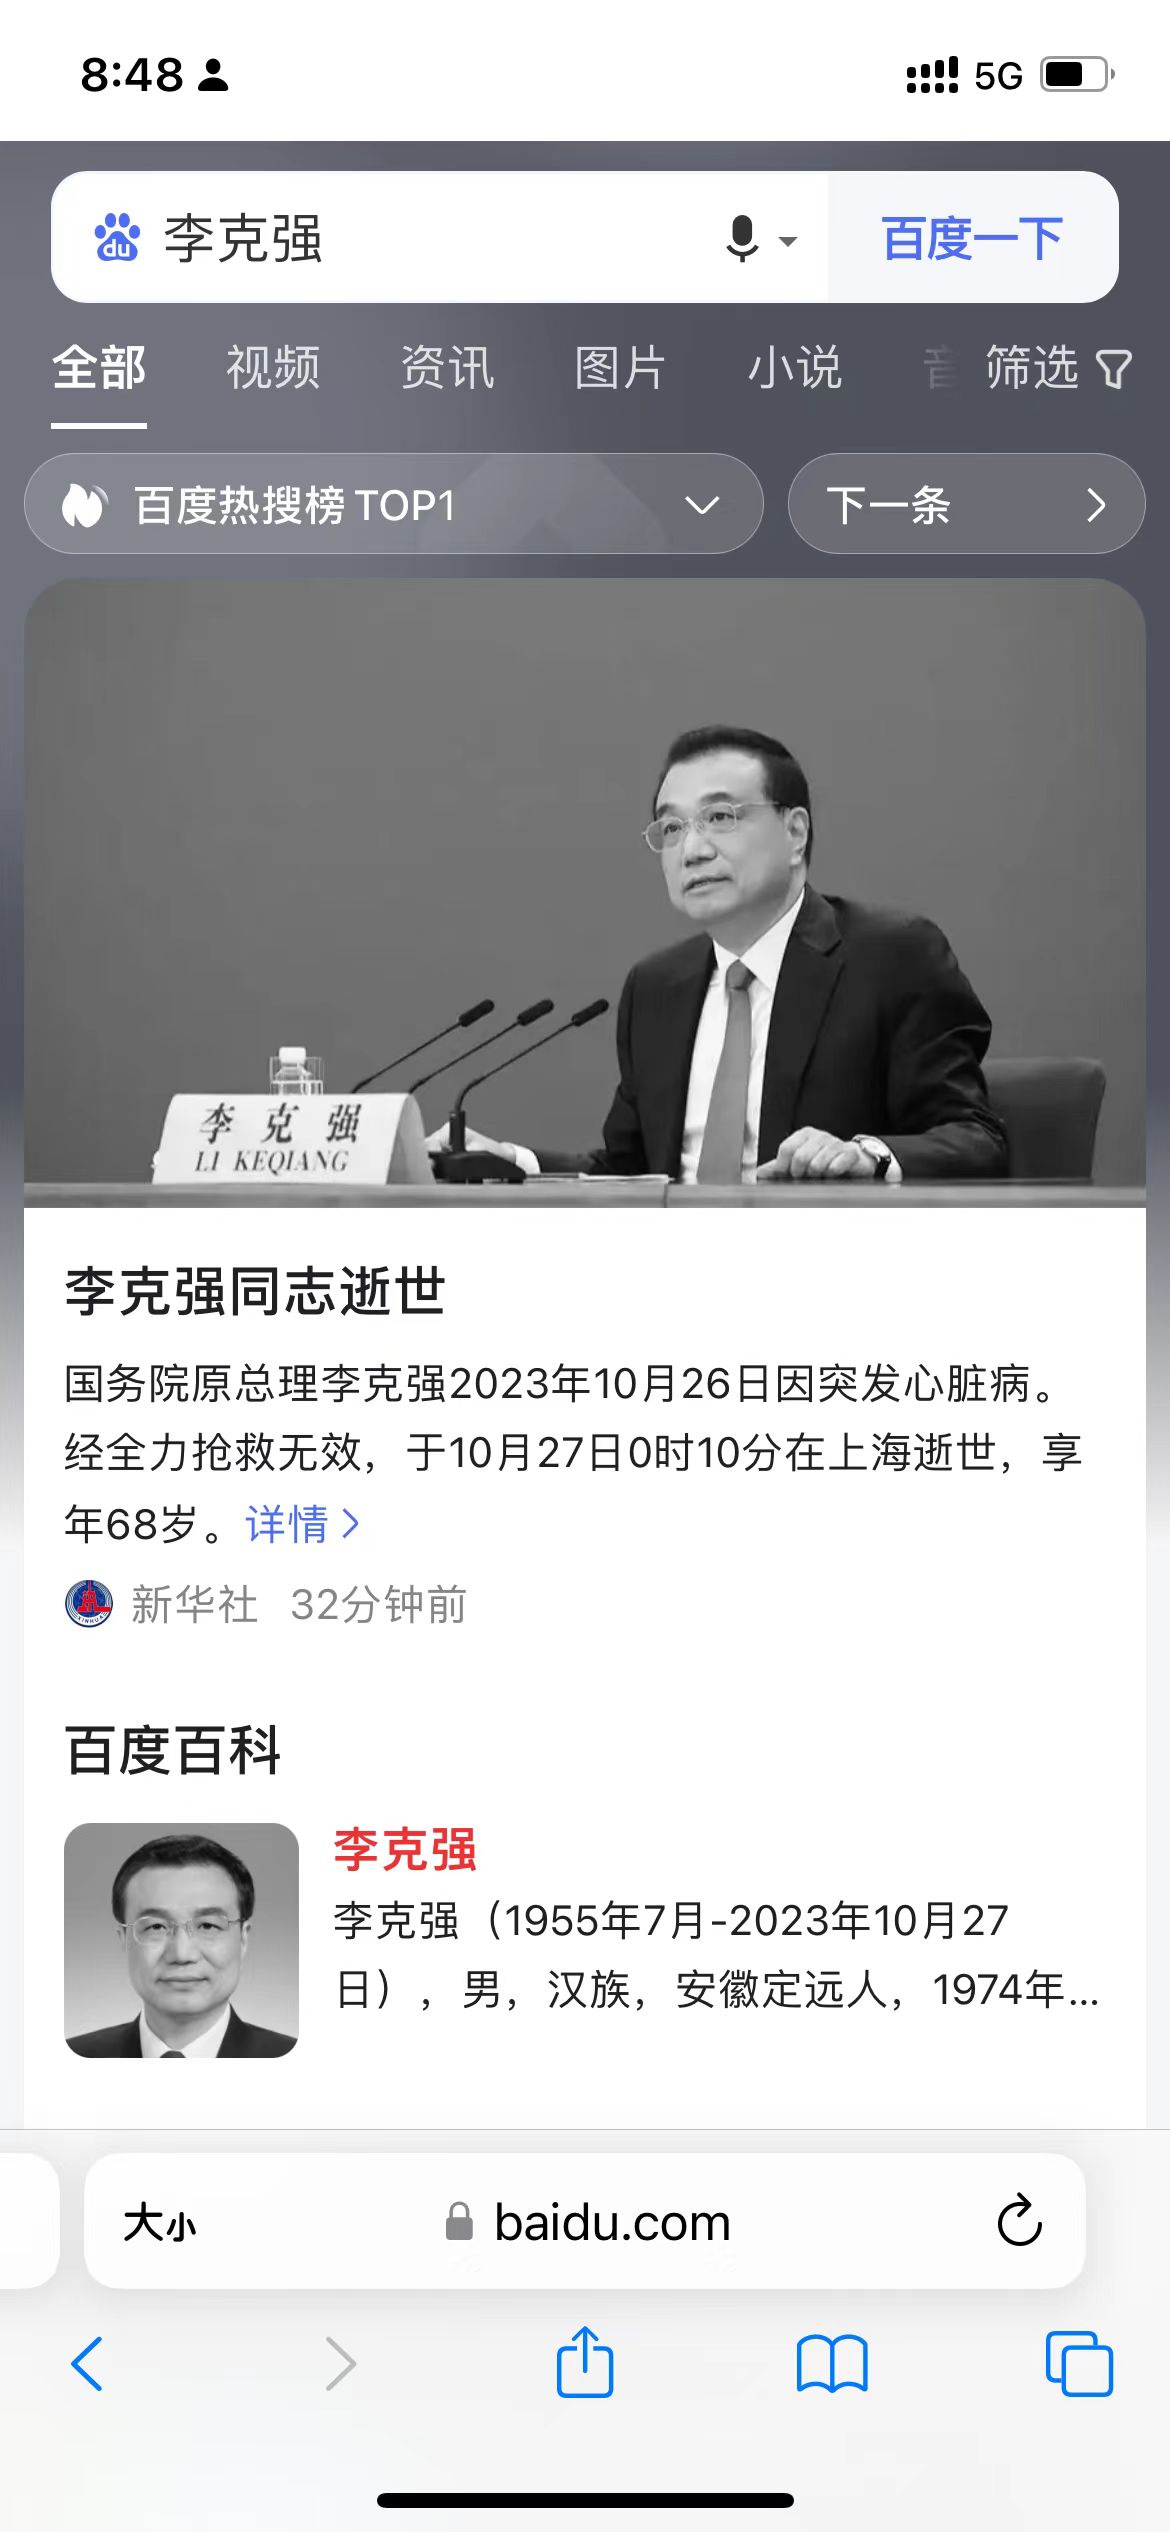 8:48
5G
du
李克强
百度一下
全部 视频 资讯 图片 小说 音 筛选
百度热搜榜 TOP1
下一条
李 克 强
LI KEQIANG
李克强同志逝世
国务院原总理李克强2023年10月26日因突发心脏病。
经全力抢救无效，于10月27日0时10分在上海逝世，享
年68岁。详情
XINHUA
新华社 32分钟前
百度百科
李克强
李克强（1955年7月-2023年10月27
日），男，汉族，安徽定远人，1974年...
大小
baidu.com